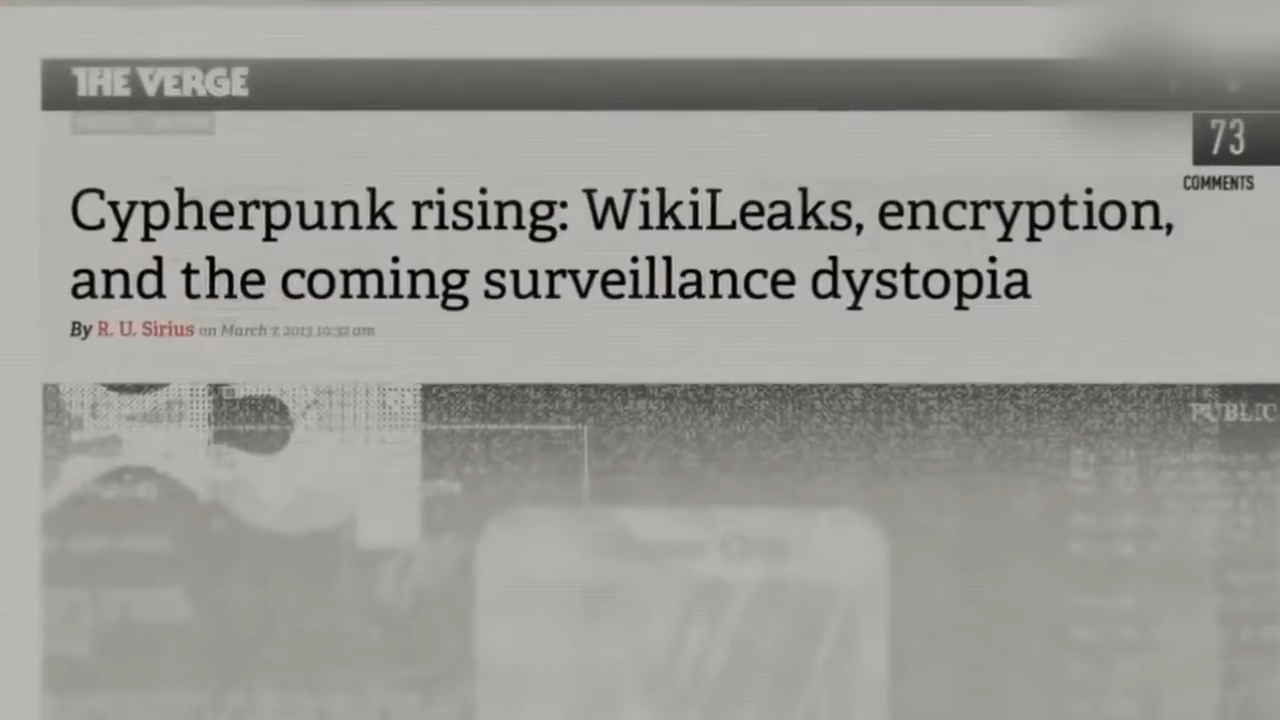 THE VERGE
73
COMMENTS
Cypherpunk rising: WikiLeaks, encryption,
and the coming surveillance dystopia
By R. U. Sirius on March 7, 2013 10:32 am
PUBLIC